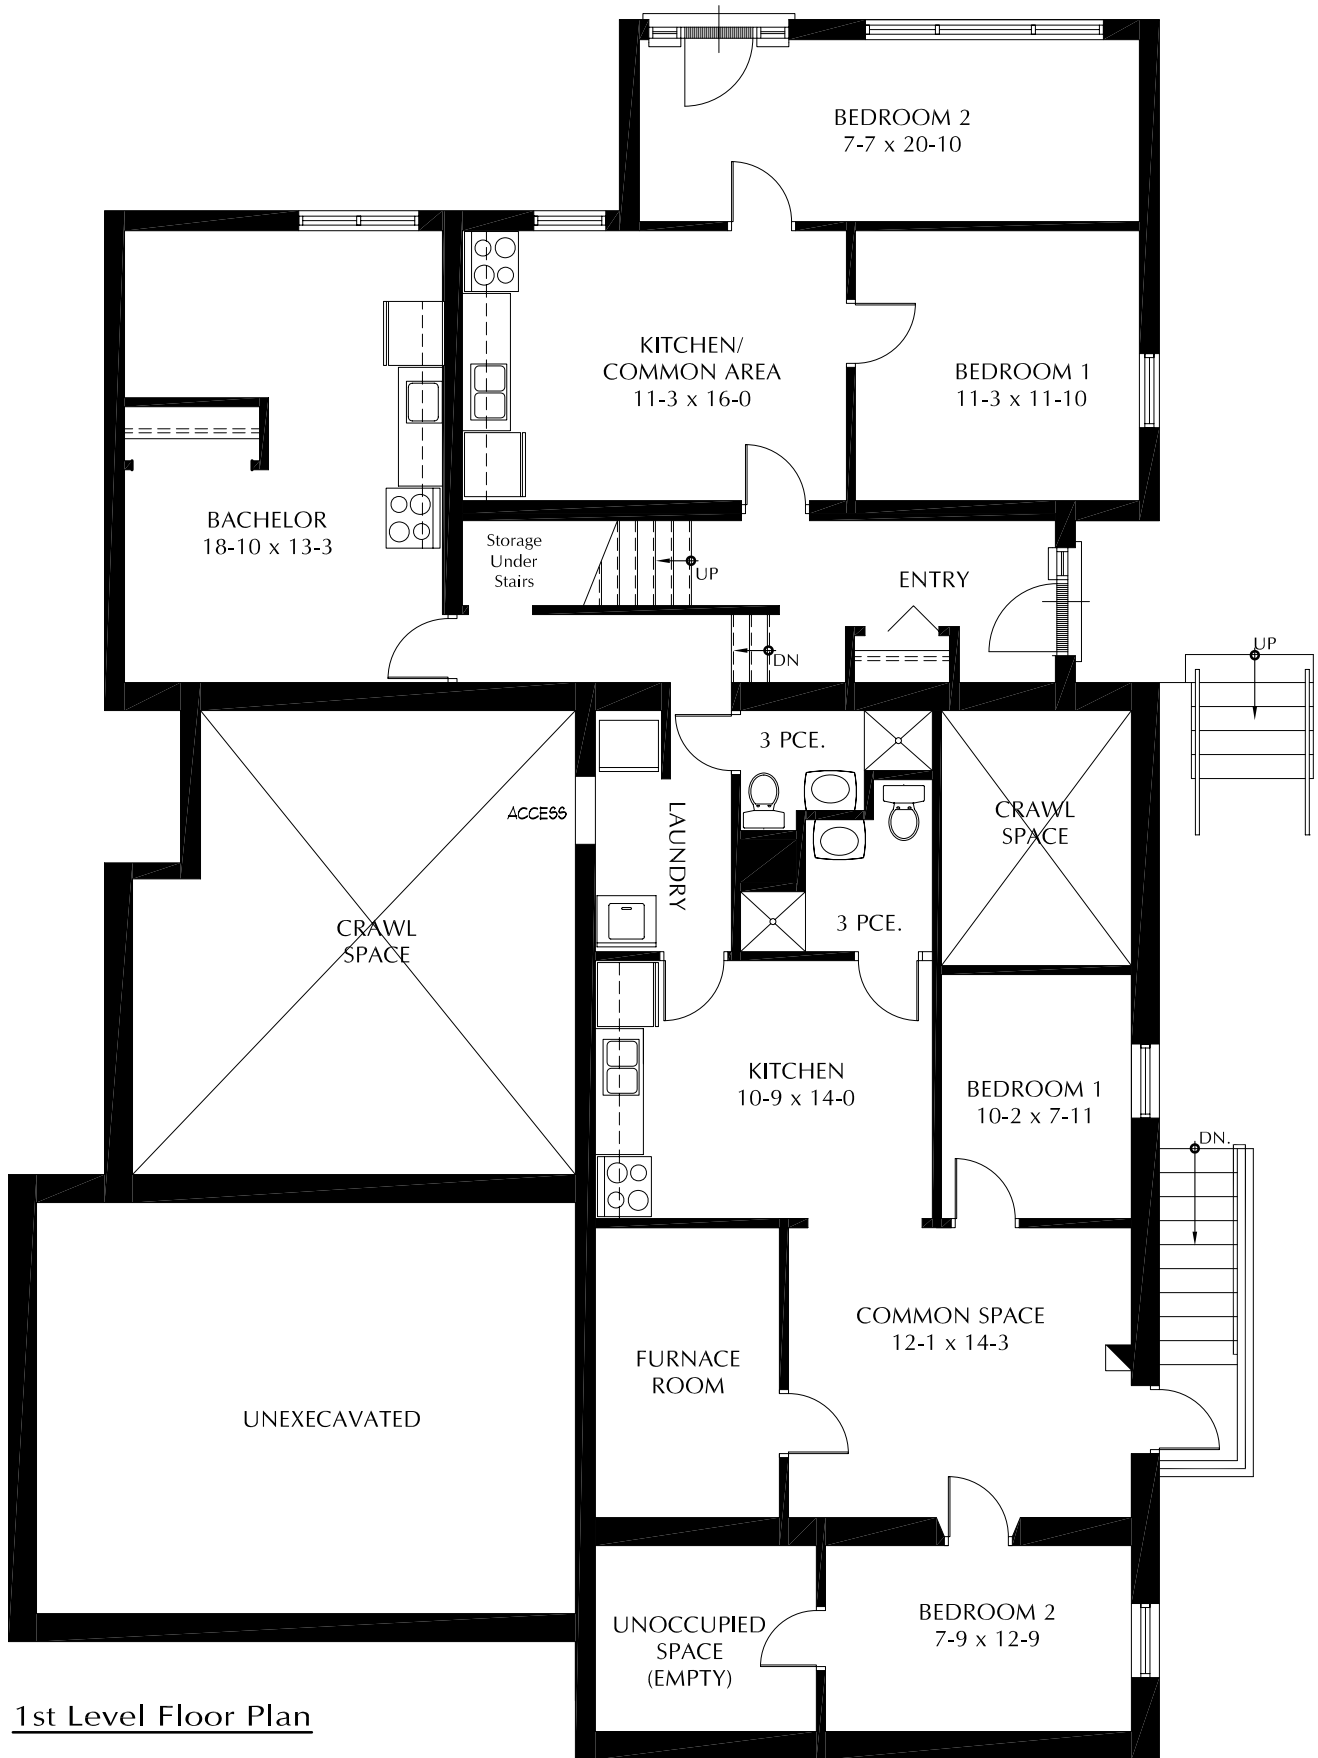 BEDROOM 2
7-7 x 20-10
KITCHEN/
COMMON AREA
11-3 x 16-0
BEDROOM 1
11-3 x 11-10
BACHELOR
18-10 x 13-3
Storage
Under
Stairs
UP
ENTRY
DN
UP
3 PCE.
ACCESS
LAUNDRY
CRAWL
SPACE
CRAWL
SPACE
3 PCE.
KITCHEN
10-9 x 14-0
BEDROOM 1
10-2 x 7-11
DN.
COMMON SPACE
12-1 x 14-3
FURNACE
ROOM
UNEXECAVATED
UNOCCUPIED
SPACE
(EMPTY)
BEDROOM 2
7-9 x 12-9
1st Level Floor Plan